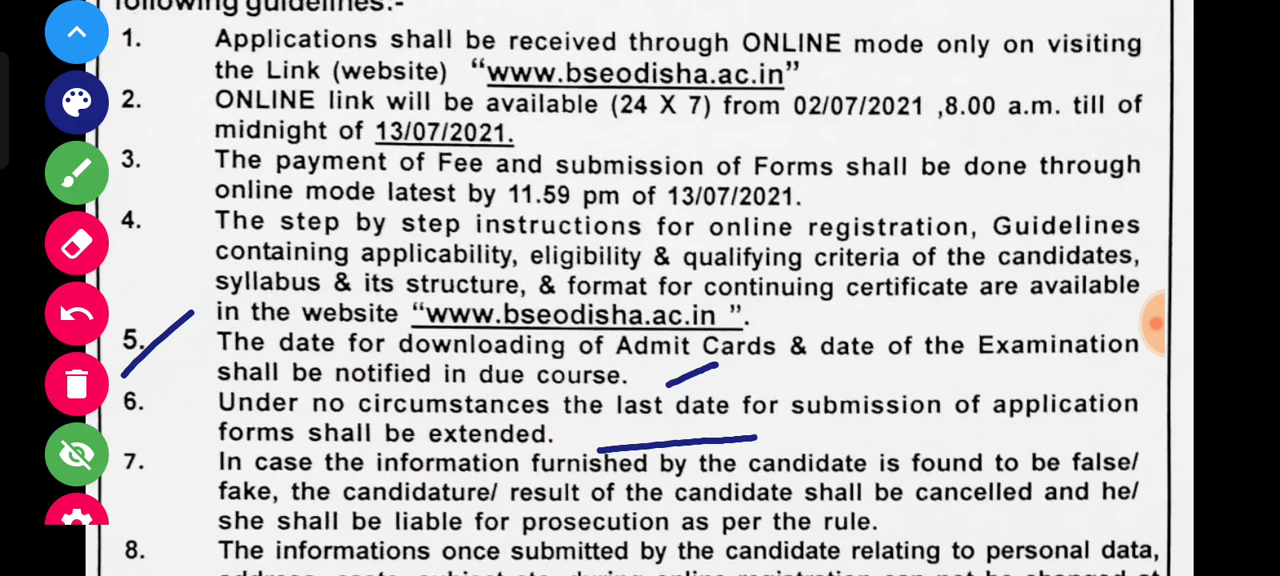 following guidelines:-
1. Applications shall be received through ONLINE mode only on visiting
the Link (website) “www.bseodisha.ac.in”
2. ONLINE link will be available (24 X 7) from 02/07/2021 ,8.00 a.m. till of
midnight of 13/07/2021.
3. The payment of Fee and submission of Forms shall be done through
online mode latest by 11.59 pm of 13/07/2021.
4. The step by step instructions for online registration, Guidelines
containing applicability, eligibility & qualifying criteria of the candidates,
syllabus & its structure, & format for continuing certificate are available
in the website “www.bseodisha.ac.in ”.
5. The date for downloading of Admit Cards & date of the Examination
shall be notified in due course.
6. Under no circumstances the last date for submission of application
forms shall be extended.
7. In case the information furnished by the candidate is found to be false/
fake, the candidature/ result of the candidate shall be cancelled and he/
she shall be liable for prosecution as per the rule.
8. The informations once submitted by the candidate relating to personal data,